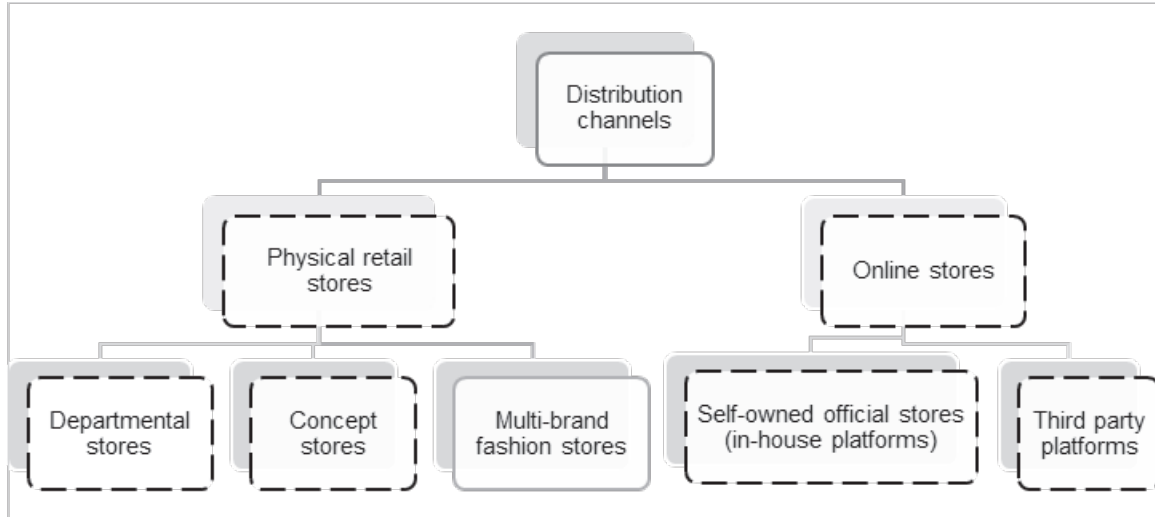 Distribution
channels
Physical retail
stores
Online stores
Departmental
stores
Concept
stores
Multi-brand
fashion stores
Self-owned official stores
(in-house platforms)
Third party
platforms